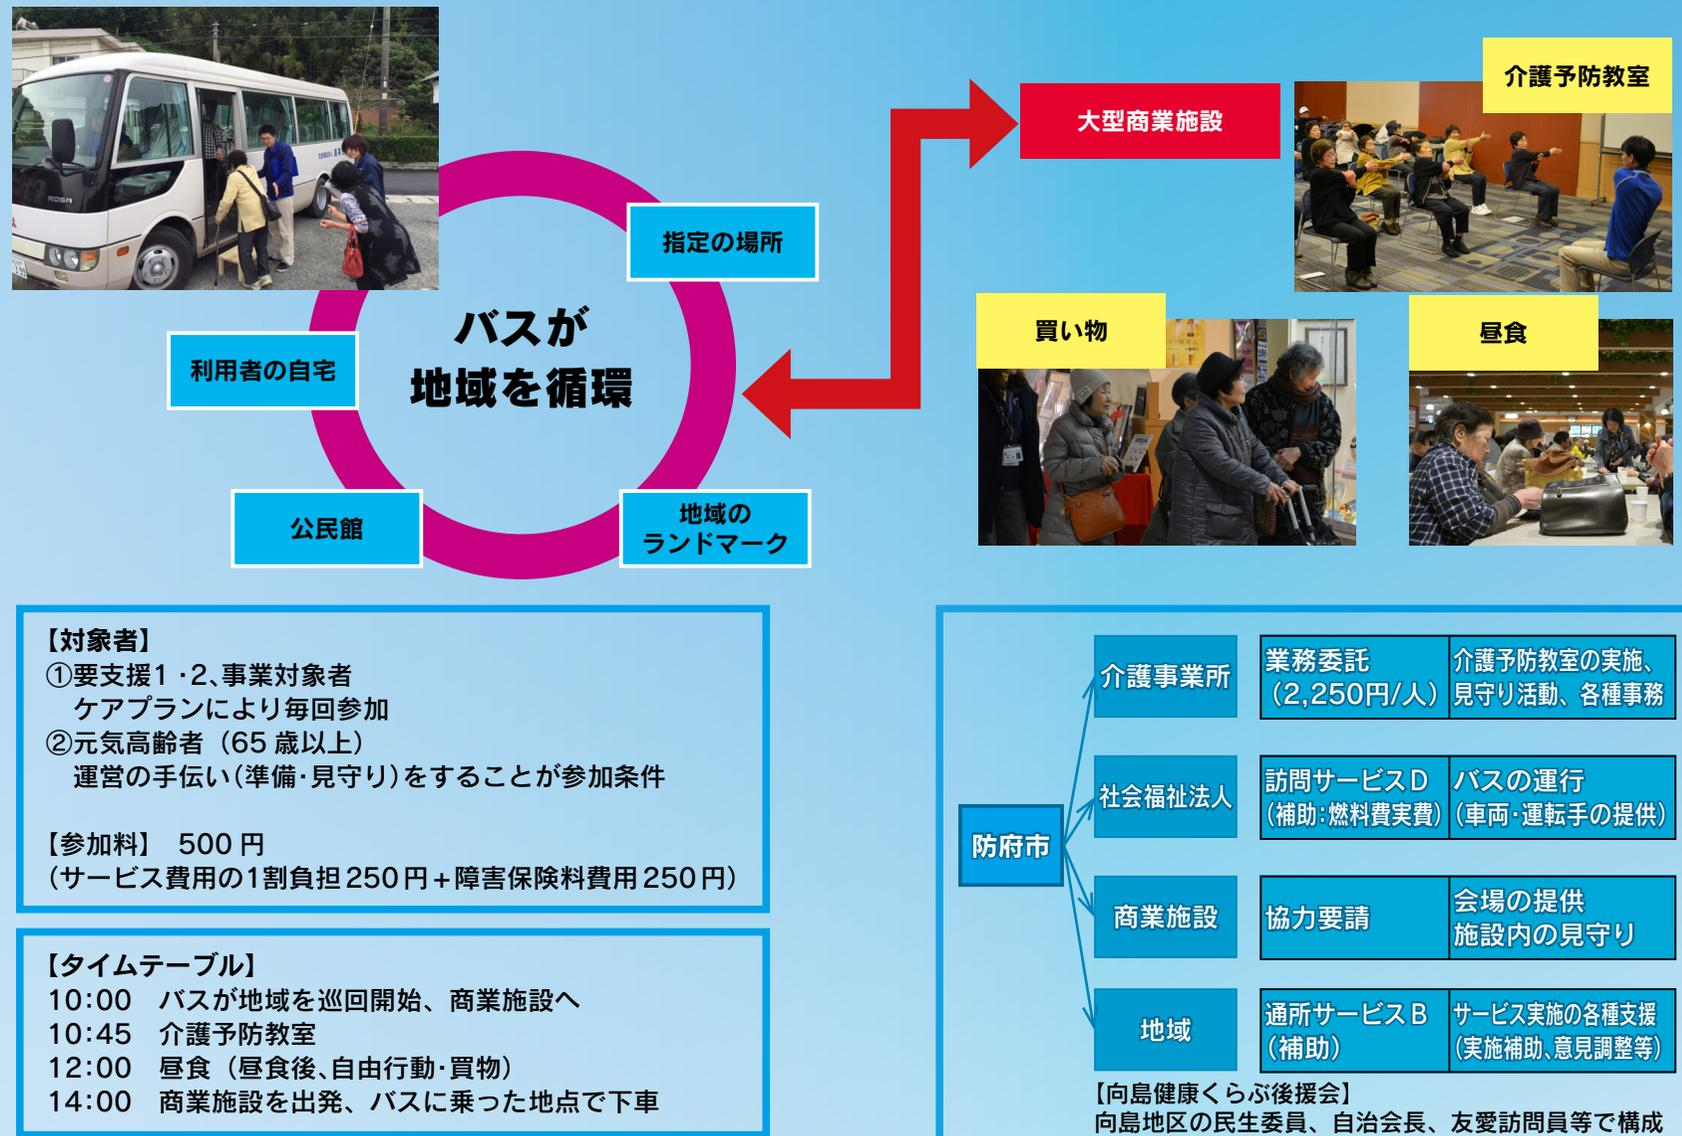 介護予防教室
大型商業施設
ROSA
指定の場所
バスが
地域を循環
利用者の自宅
公民館
地域の
ランドマーク
買い物
昼食
【対象者】
①要支援1・2、事業対象者
ケアプランにより毎回参加
②元気高齢者（65歳以上）
運営の手伝い（準備・見守り）をすることが参加条件
【参加料】 500円
（サービス費用の1割負担250円＋障害保険料費用250円）
【タイムテーブル】
10：00 バスが地域を巡回開始、商業施設へ
10：45 介護予防教室
12：00 昼食（昼食後、自由行動・買物）
14：00 商業施設を出発、バスに乗った地点で下車
防府市
介護事業所
業務委託
（2,250円/人）
介護予防教室の実施、
見守り活動、各種事務
社会福祉法人
訪問サービスD
（補助：燃料費実費）
バスの運行
（車両・運転手の提供）
商業施設
協力要請
会場の提供
施設内の見守り
地域
通所サービスB
（補助）
サービス実施の各種支援
（実施補助、意見調整等）
【向島健康くらぶ後援会】
向島地区の民生委員、自治会長、友愛訪問員等で構成